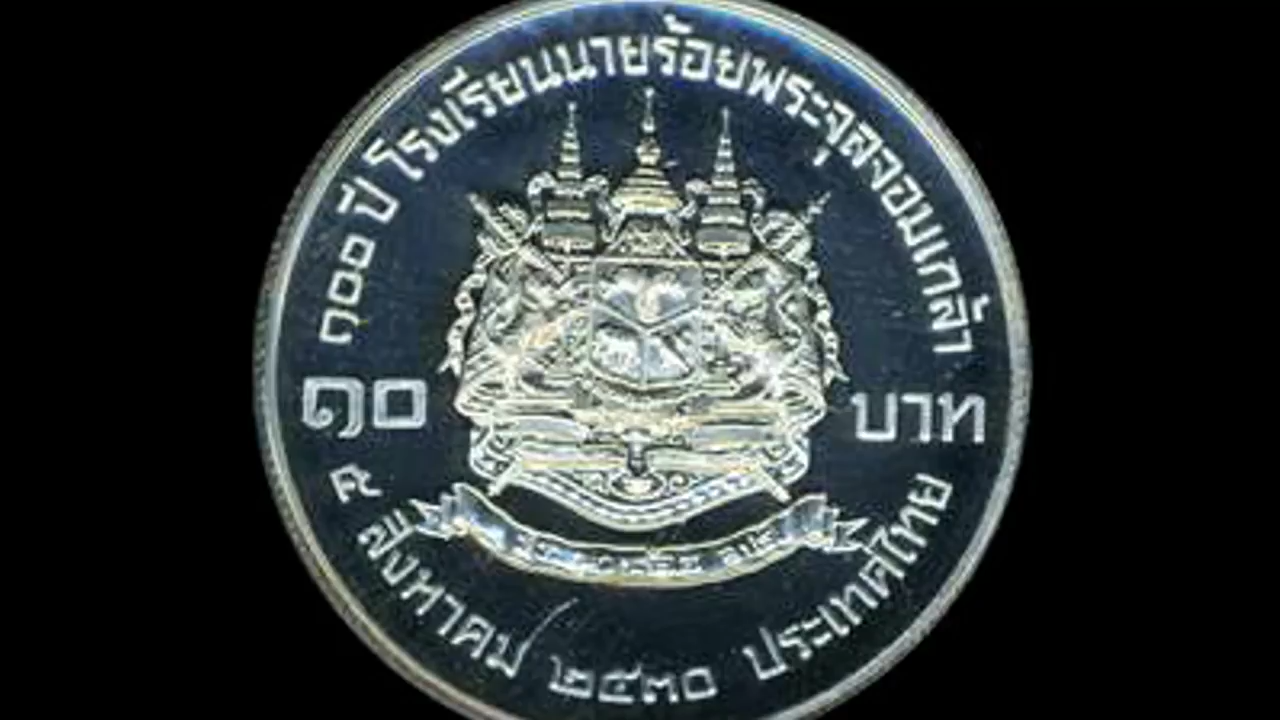 ๑๐๐ ปี โรงเรียนนายร้อยพระจุลจอมเกล้า
๑๐ บาท
๕ สิงหาคม ๒๕๓๐ ประเทศไทย